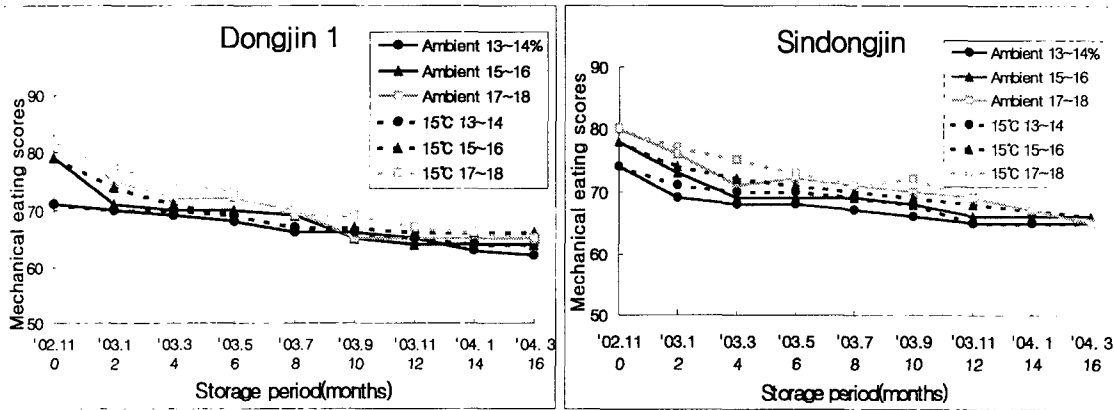 Dongjin 1
Ambient 13~14%
Ambient 15~16
Ambient 17~18
15℃ 13~14
15℃ 15~16
15℃ 17~18
Mechanical eating scores
90
80
70
60
50
'02.11 '03.1 '03.3 '03.5 '03.7 '03.9 '03.11 '04. 1 '04. 3
0 2 4 6 8 10 12 14 16
Storage period(months)
Sindongjin
Ambient 13~14%
Ambient 15~16
Ambient 17~18
15℃ 13~14
15℃ 15~16
15℃ 17~18
Mechanical eating scores
90
80
70
60
50
'02.11 '03.1 '03.3 '03.5 '03.7 '03.9 '03.11 '04. 1 '04. 3
0 2 4 6 8 10 12 14 16
Storage period(months)